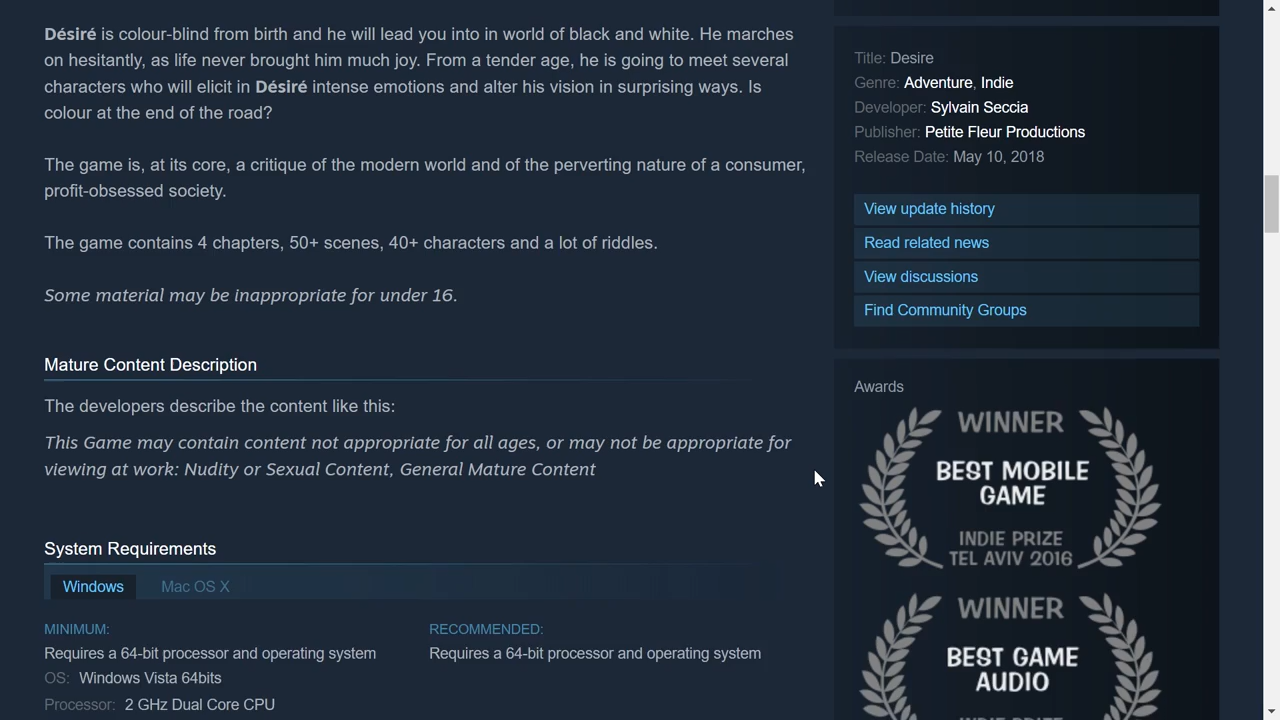 Désiré is colour-blind from birth and he will lead you into in world of black and white. He marches
on hesitantly, as life never brought him much joy. From a tender age, he is going to meet several
characters who will elicit in Désiré intense emotions and alter his vision in surprising ways. Is
colour at the end of the road?
The game is, at its core, a critique of the modern world and of the perverting nature of a consumer,
profit-obsessed society.
The game contains 4 chapters, 50+ scenes, 40+ characters and a lot of riddles.
Some material may be inappropriate for under 16.
Mature Content Description
The developers describe the content like this:
This Game may contain content not appropriate for all ages, or may not be appropriate for
viewing at work: Nudity or Sexual Content, General Mature Content
System Requirements
Windows Mac OS X
MINIMUM:
Requires a 64-bit processor and operating system
OS: Windows Vista 64bits
Processor: 2 GHz Dual Core CPU
RECOMMENDED:
Requires a 64-bit processor and operating system
Title: Desire
Genre: Adventure, Indie
Developer: Sylvain Seccia
Publisher: Petite Fleur Productions
Release Date: May 10, 2018
View update history
Read related news
View discussions
Find Community Groups
Awards
WINNER
BEST MOBILE
GAME
INDIE PRIZE
TEL AVIV 2016
WINNER
BEST GAME
AUDIO